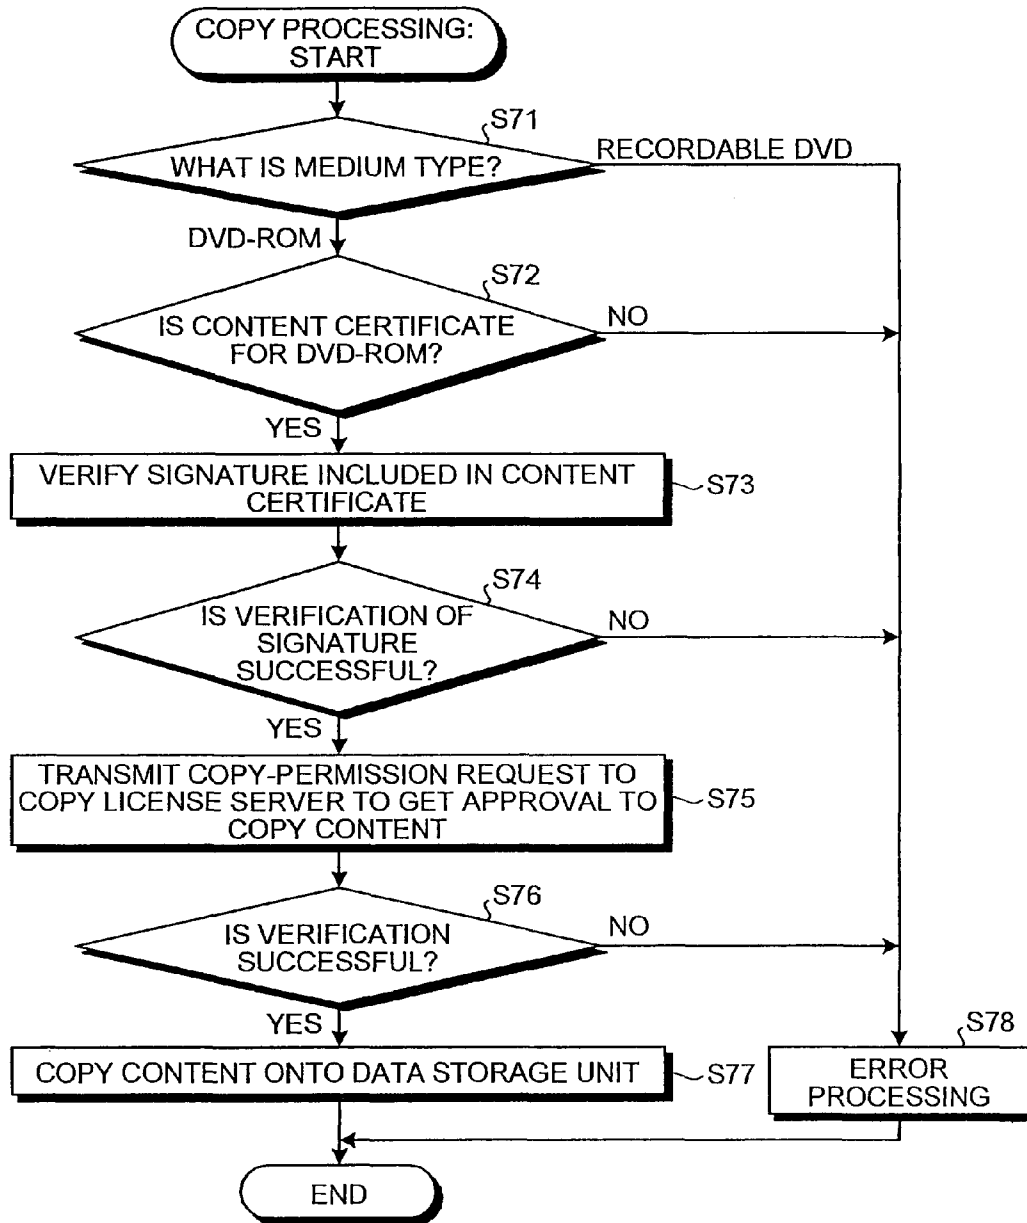 COPY PROCESSING:
START
S71
WHAT IS MEDIUM TYPE?
RECORDABLE DVD
DVD-ROM
S72
IS CONTENT CERTIFICATE
FOR DVD-ROM?
NO
YES
VERIFY SIGNATURE INCLUDED IN CONTENT
CERTIFICATE
S73
S74
IS VERIFICATION OF
SIGNATURE
SUCCESSFUL?
NO
YES
TRANSMIT COPY-PERMISSION REQUEST TO
COPY LICENSE SERVER TO GET APPROVAL TO
COPY CONTENT
S75
S76
IS VERIFICATION
SUCCESSFUL?
NO
YES
COPY CONTENT ONTO DATA STORAGE UNIT
S77
S78
ERROR
PROCESSING
END